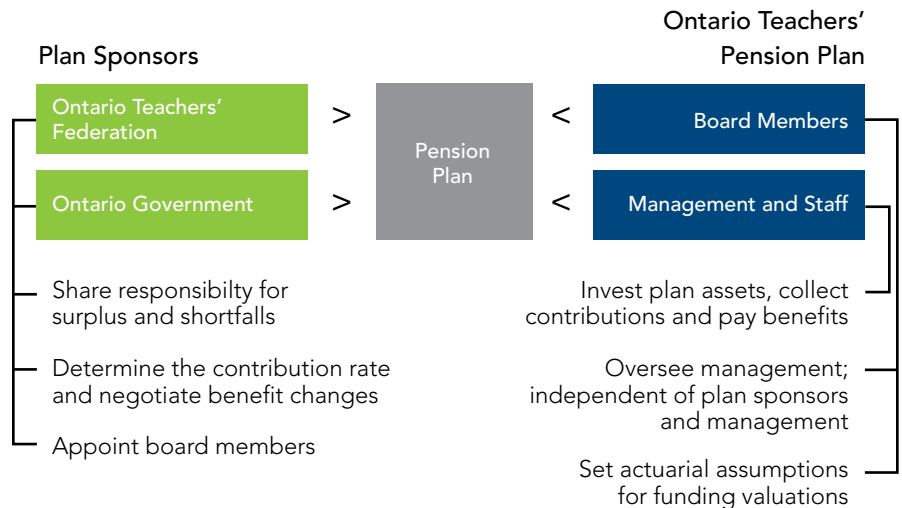 Plan Sponsors
Ontario Teachers'
Federation
>
Ontario Government
>
Share responsibilty for
surplus and shortfalls
Determine the contribution rate
and negotiate benefit changes
Appoint board members
Pension
Plan
Ontario Teachers'
Pension Plan
<
Board Members
<
Management and Staff
Invest plan assets, collect
contributions and pay benefits
Oversee management;
independent of plan sponsors
and management
Set actuarial assumptions
for funding valuations